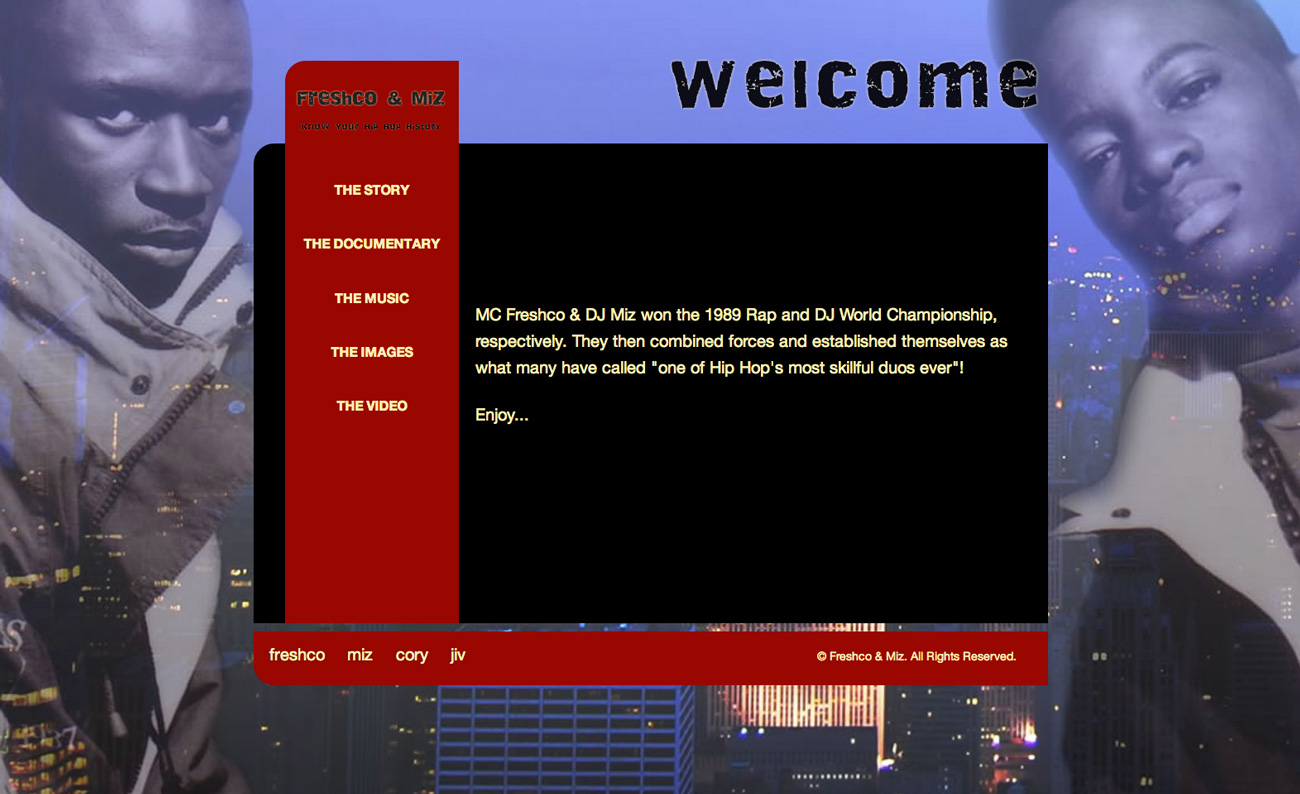 welcome
Freshco & Miz
Know Your Hip Hop History
THE STORY
THE DOCUMENTARY
THE MUSIC
THE IMAGES
THE VIDEO
MC Freshco & DJ Miz won the 1989 Rap and DJ World Championship,
respectively. They then combined forces and established themselves as
what many have called "one of Hip Hop's most skillful duos ever"!
Enjoy...
freshco miz cory jiv
© Freshco & Miz. All Rights Reserved.